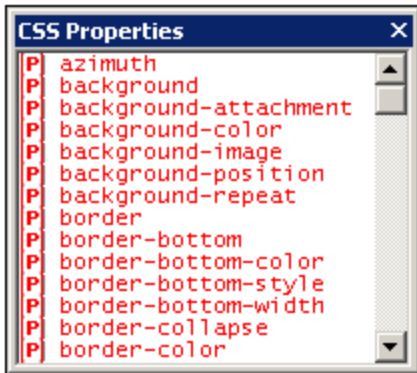 CSS Properties
P azimuth
P background
P background-attachment
P background-color
P background-image
P background-position
P background-repeat
P border
P border-bottom
P border-bottom-color
P border-bottom-style
P border-bottom-width
P border-collapse
P border-color